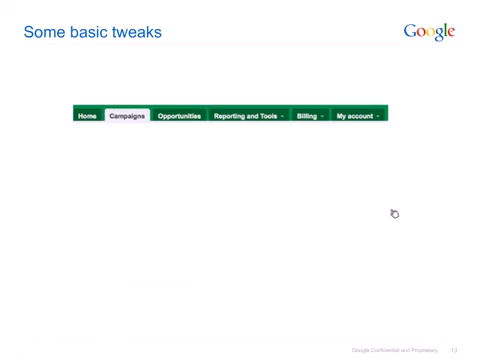 Some basic tweaks
Google
Home Campaigns Opportunities Reporting and Tools Billing My account
Google Confidential and Proprietary 13